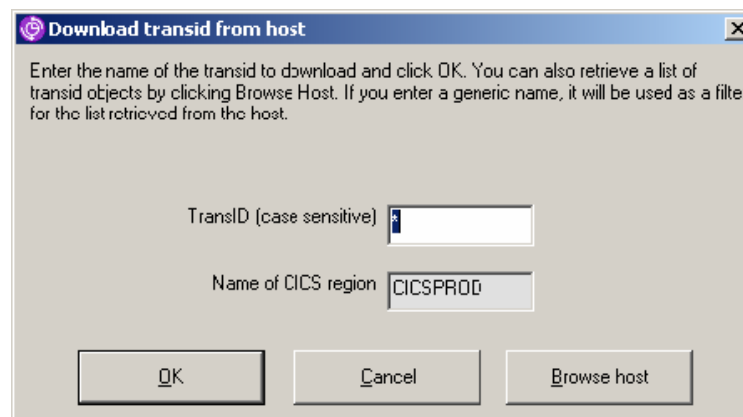 Download transid from host
Enter the name of the transid to download and click OK. You can also retrieve a list of
transid objects by clicking Browse Host. If you enter a generic name, it will be used as a filte
for the list retrieved from the host.
TransID (case sensitive) *
Name of CICS region CICSPROD
OK Cancel Browse host